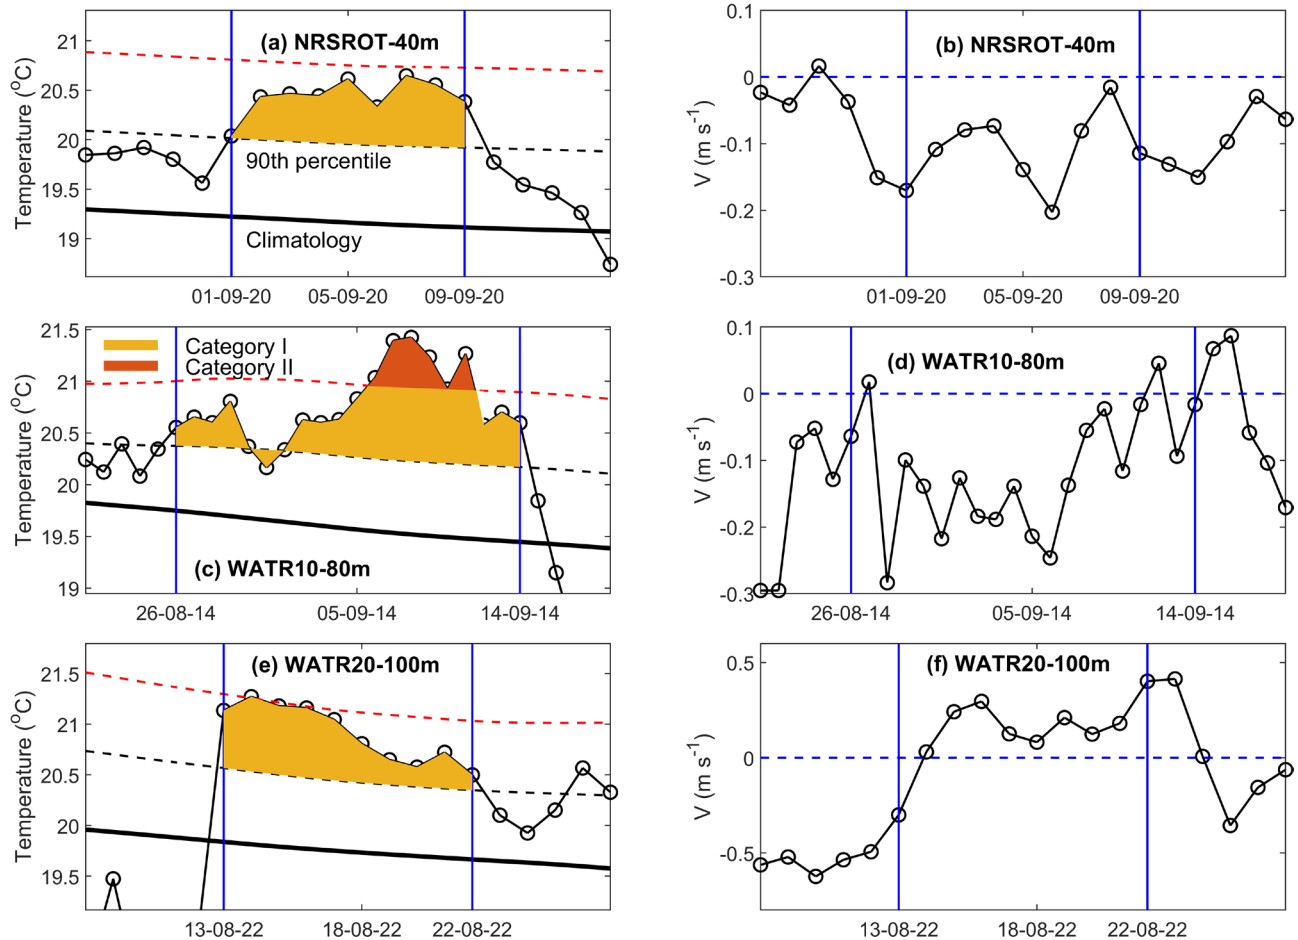 (a) NRSROT-40m
Temperature (°C)
21
20.5
20
19.5
19
90th percentile
Climatology
01-09-20
05-09-20
09-09-20
(b) NRSROT-40m
V (m s⁻¹)
0.1
0
-0.1
-0.2
-0.3
01-09-20
05-09-20
09-09-20
Category I
Category II
Temperature (°C)
21.5
21
20.5
20
19.5
19
(c) WATR10-80m
26-08-14
05-09-14
14-09-14
(d) WATR10-80m
V (m s⁻¹)
0.1
0
-0.1
-0.2
-0.3
26-08-14
05-09-14
14-09-14
(e) WATR20-100m
Temperature (°C)
21.5
21
20.5
20
19.5
13-08-22
18-08-22
22-08-22
(f) WATR20-100m
V (m s⁻¹)
0.5
0
-0.5
13-08-22
18-08-22
22-08-22